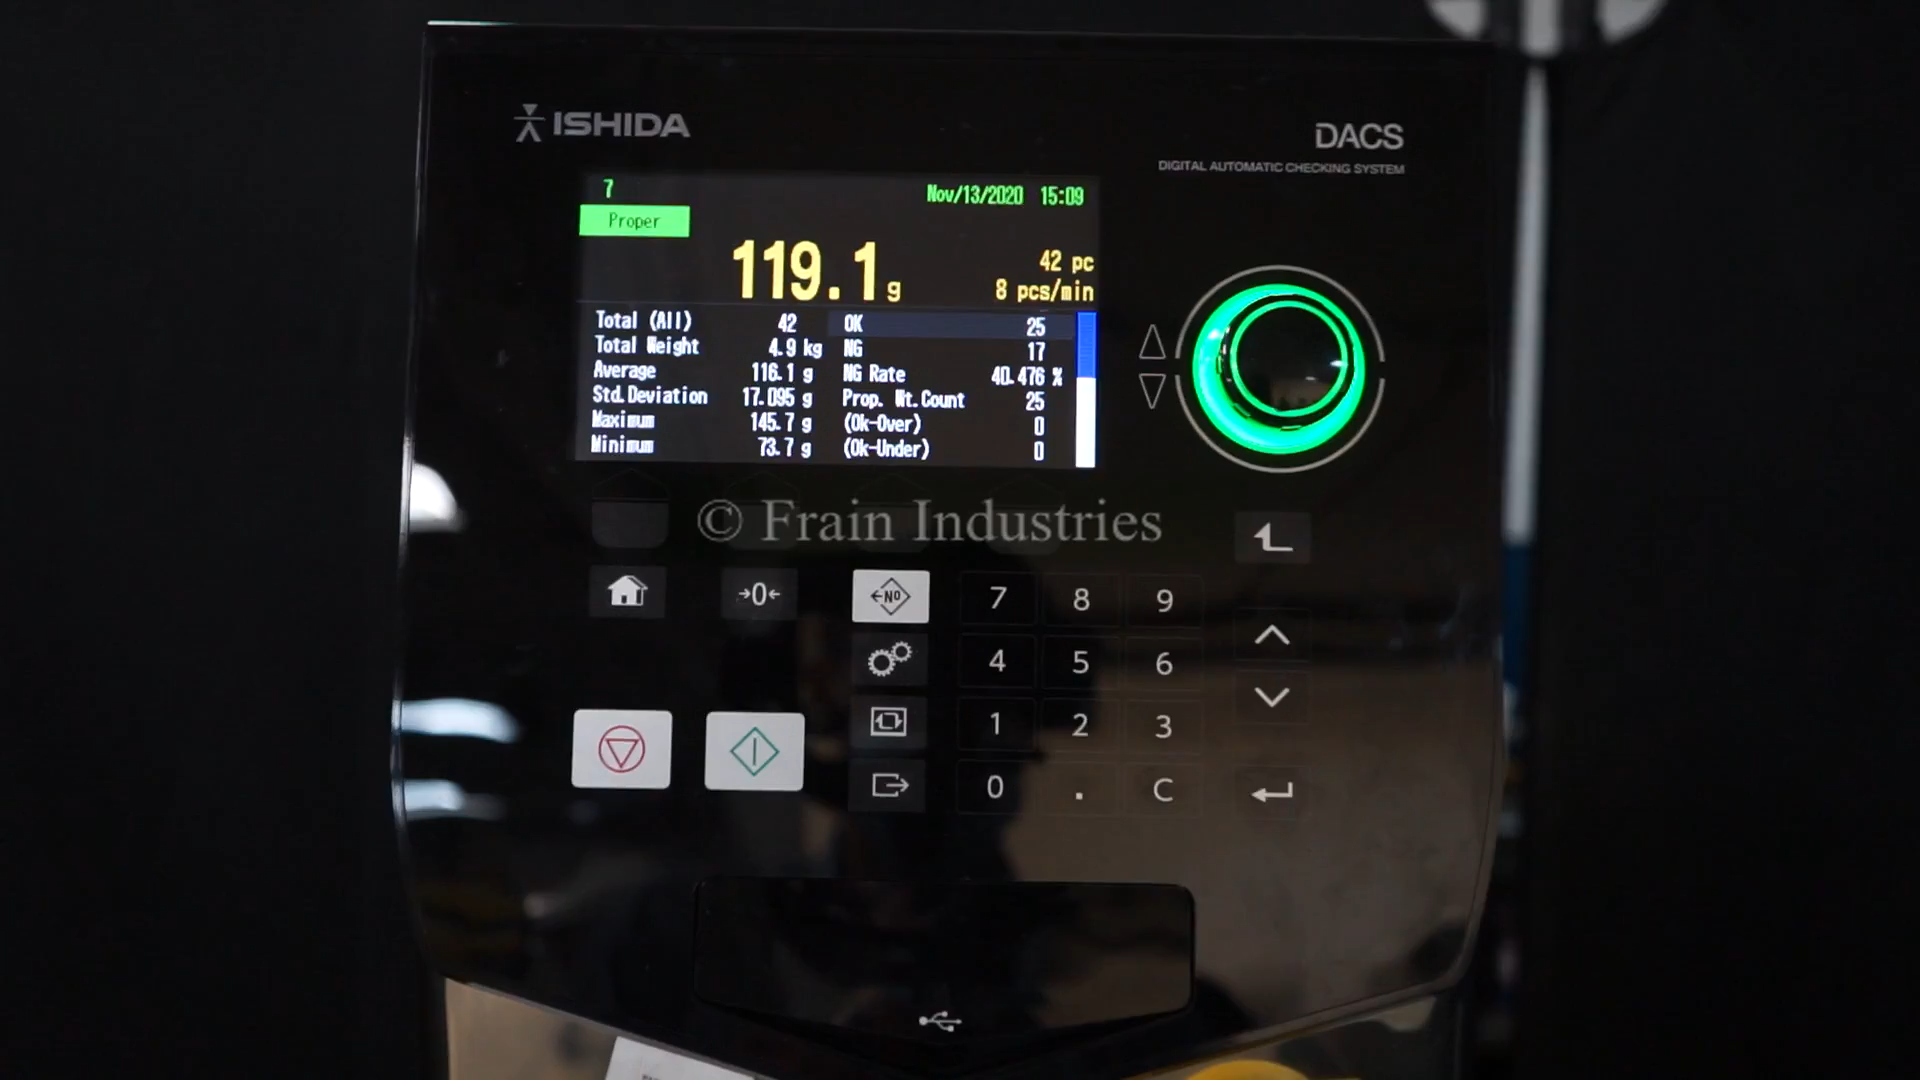 ISHIDA
DACS
DIGITAL AUTOMATIC CHECKING SYSTEM
7
Nov/13/2020 15:09
Proper
119.1g
42 pc
8 pcs/min
Total (All) 42
Total Weight 4.9 kg
Average 116.1 g
Std.Deviation 17.095 g
Maximum 145.7 g
Minimum 73.7 g
OK 25
NG 17
NG Rate 40.476 %
Prop. Wt.Count 25
(Ok-Over) 0
(Ok-Under) 0
© Frain Industries
→0←
←NO
7 8 9
4 5 6
1 2 3
0 . C